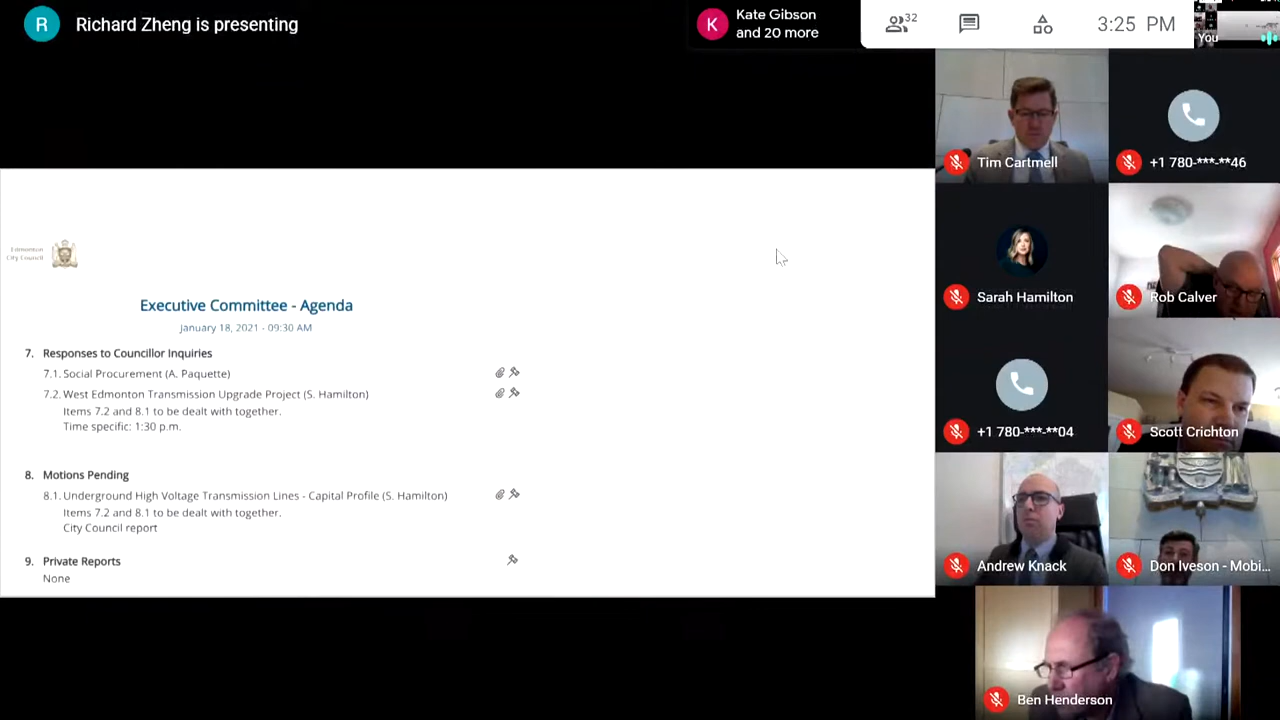 R
Richard Zheng is presenting
K
Kate Gibson
and 20 more
32
3:25 PM
You
Tim Cartmell
+1 780-***-**46
Sarah Hamilton
Rob Calver
+1 780-***-**04
Scott Crichton
Andrew Knack
Don Iveson - Mobi...
Ben Henderson
Edmonton
City Council
Executive Committee - Agenda
January 18, 2021 - 09:30 AM
7. Responses to Councillor Inquiries
7.1. Social Procurement (A. Paquette)
7.2. West Edmonton Transmission Upgrade Project (S. Hamilton)
Items 7.2 and 8.1 to be dealt with together.
Time specific: 1:30 p.m.
8. Motions Pending
8.1. Underground High Voltage Transmission Lines - Capital Profile (S. Hamilton)
Items 7.2 and 8.1 to be dealt with together.
City Council report
9. Private Reports
None